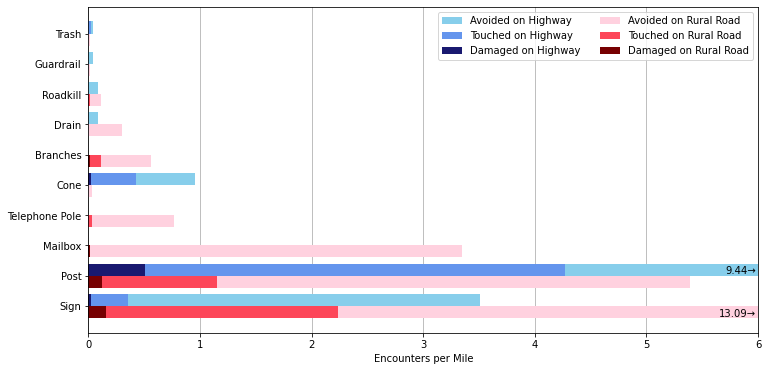 Avoided on Highway
Touched on Highway
Damaged on Highway
Avoided on Rural Road
Touched on Rural Road
Damaged on Rural Road
Trash
Guardrail
Roadkill
Drain
Branches
Cone
Telephone Pole
Mailbox
Post
9.44→
Sign
13.09→
0 1 2 3 4 5 6
Encounters per Mile